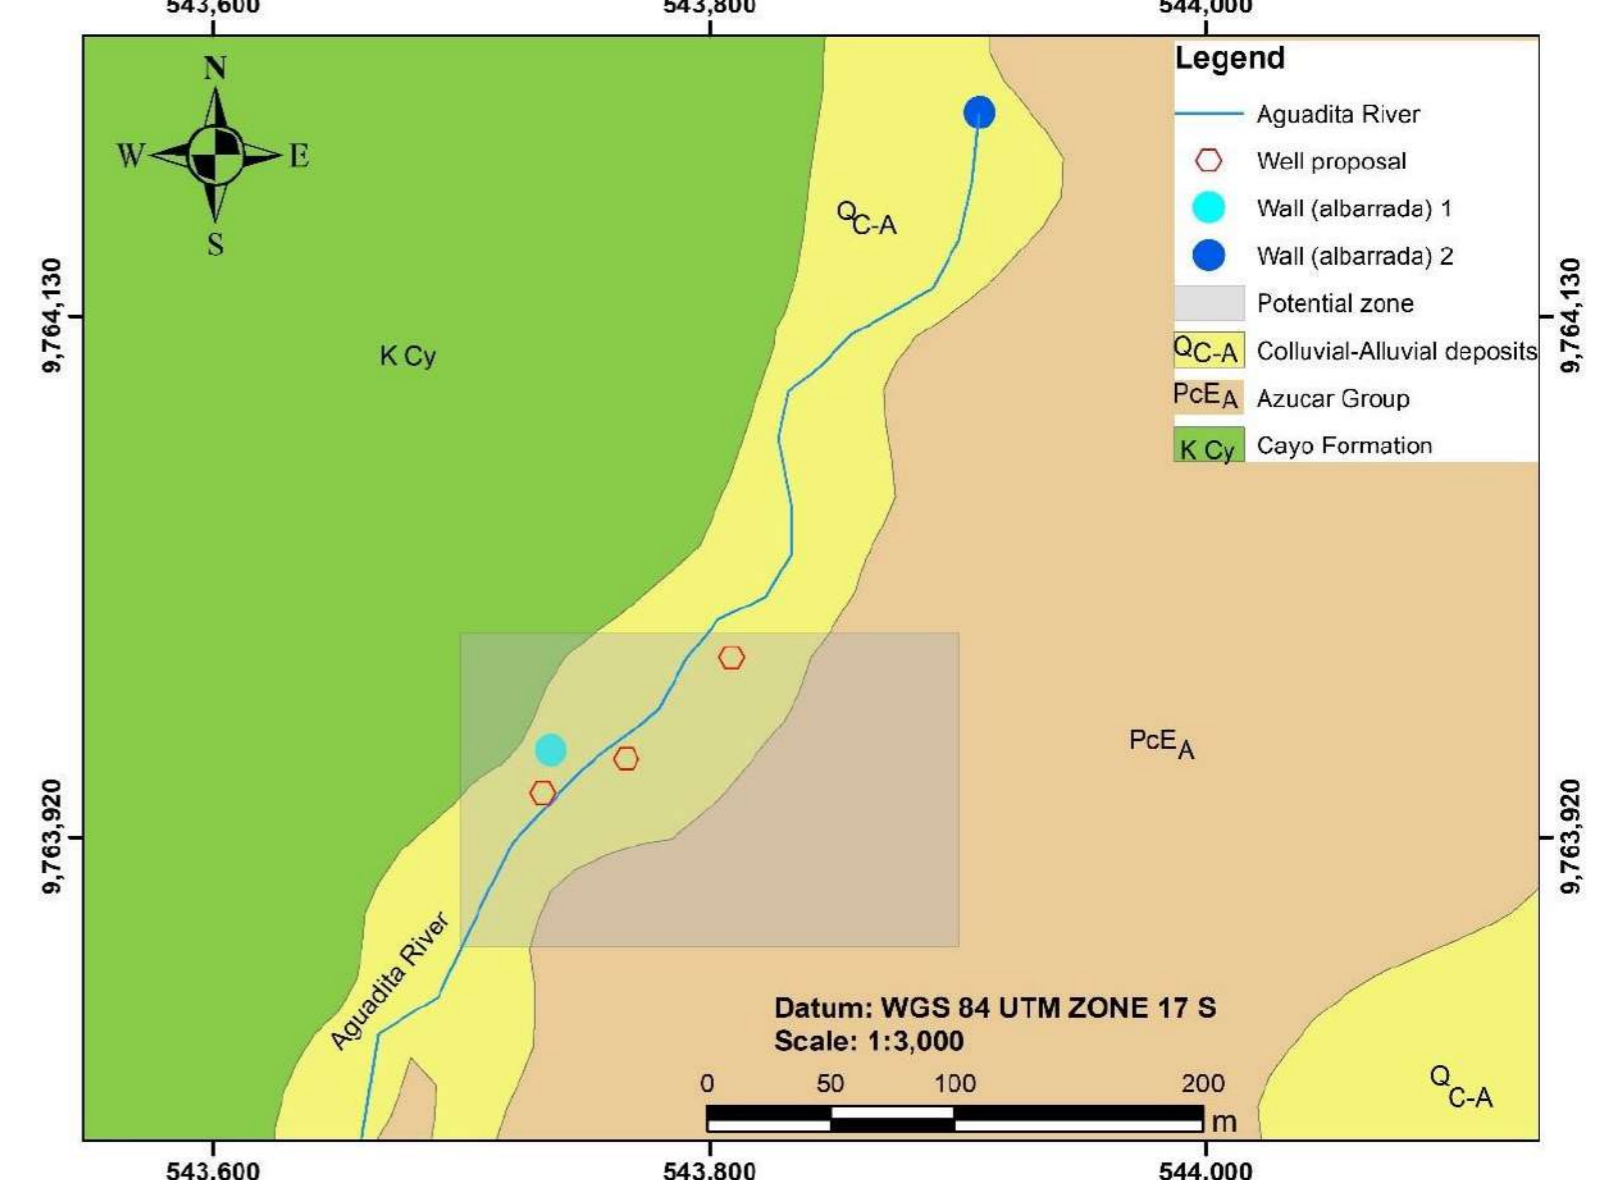 543,600 543,800 544,000
Legend
Aguadita River
Well proposal
Wall (albarrada) 1
Wall (albarrada) 2
Potential zone
QC-A Colluvial-Alluvial deposits
PcEA Azucar Group
K Cy Cayo Formation
N
W E
S
QC-A
9,764,130
9,764,130
K Cy
PcEA
9,763,920
9,763,920
Aguadita River
Datum: WGS 84 UTM ZONE 17 S
Scale: 1:3,000
0 50 100 200
m
QC-A
543,600 543,800 544,000